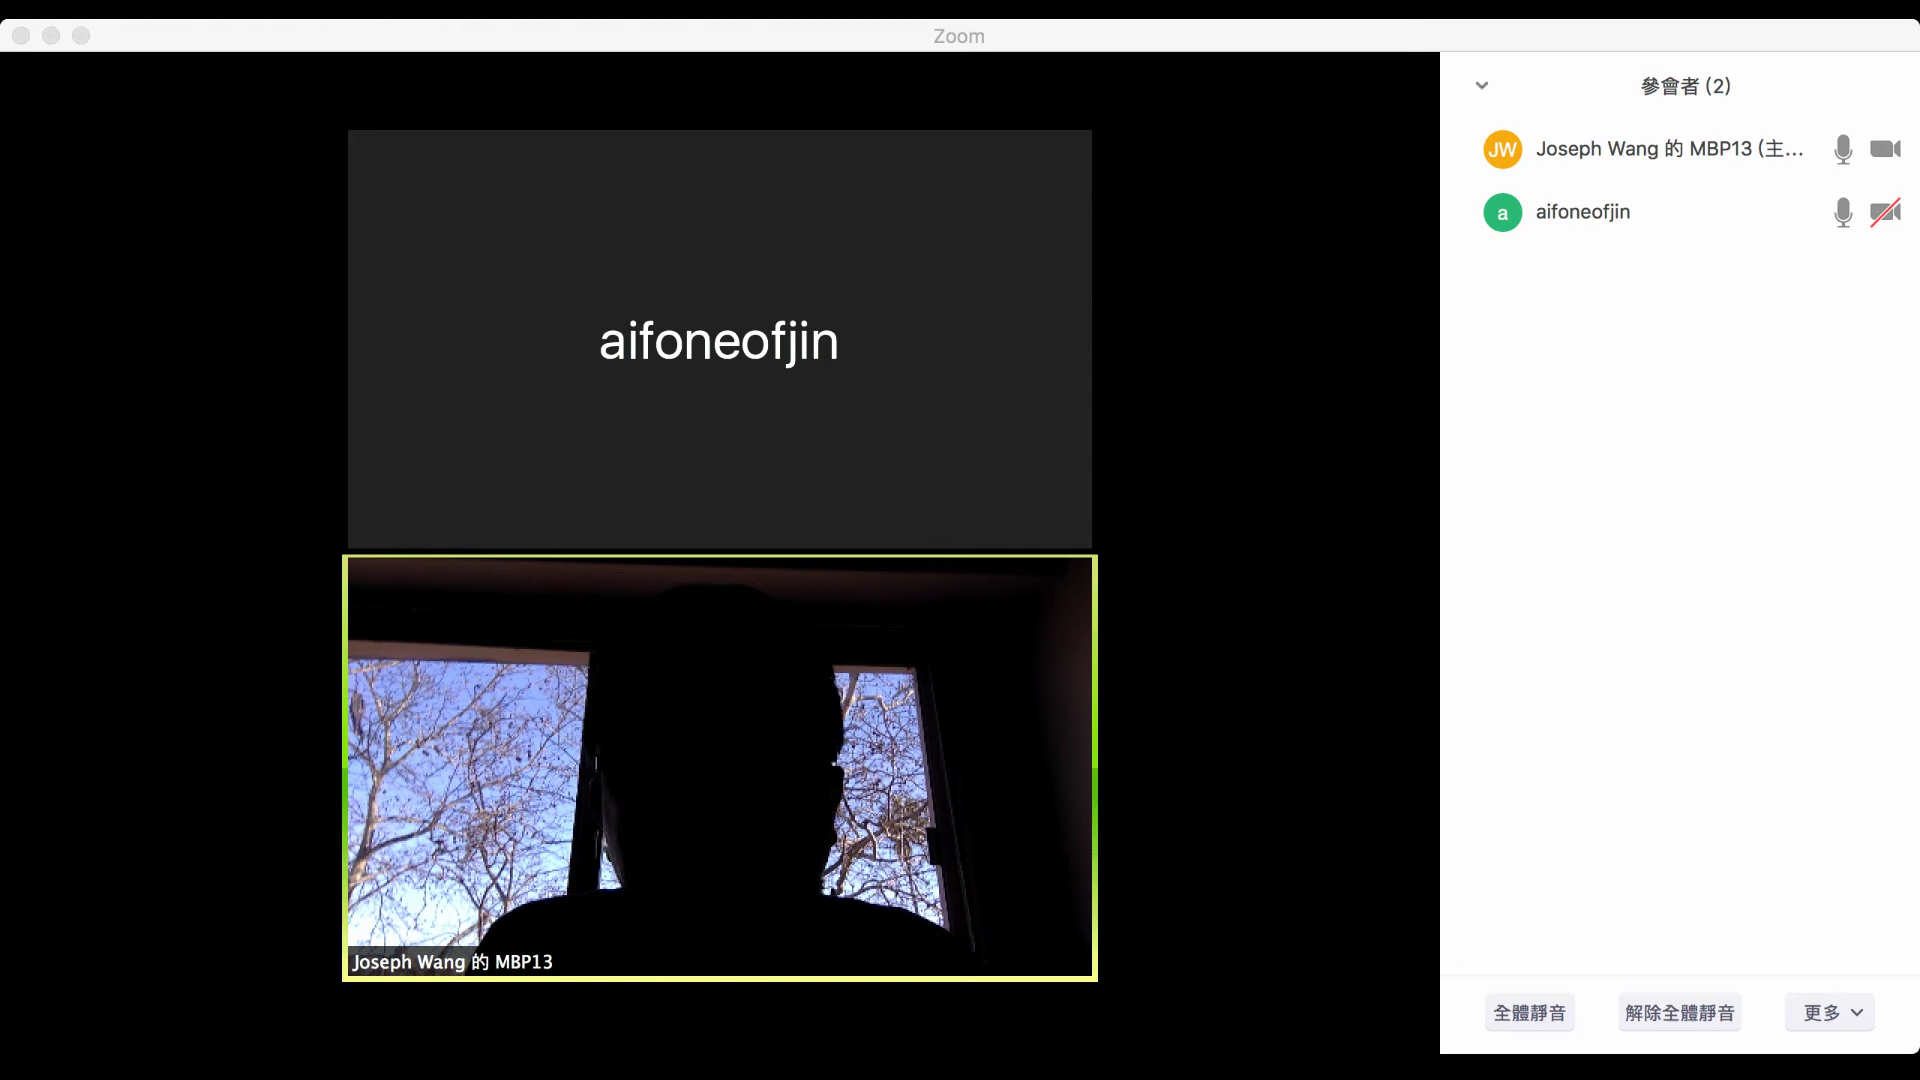 Zoom
參會者 (2)
JW Joseph Wang 的 MBP13 (主...
a aifoneofjin
aifoneofjin
Joseph Wang 的 MBP13
全體靜音 解除全體靜音 更多